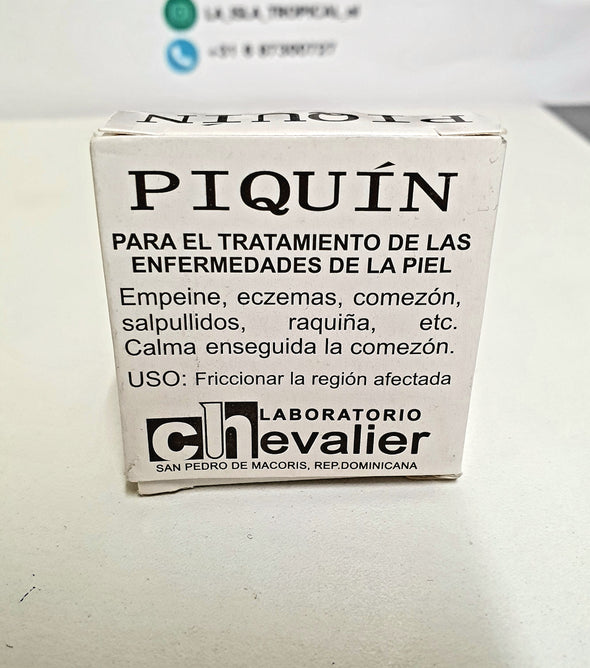 PIQUÍN
PIQUÍN
PARA EL TRATAMIENTO DE LAS
ENFERMEDADES DE LA PIEL
Empeine, eczemas, comezón,
salpullidos, raquiña, etc.
Calma enseguida la comezón.
USO: Friccionar la región afectada
LABORATORIO
chevalier
SAN PEDRO DE MACORIS, REP.DOMINICANA